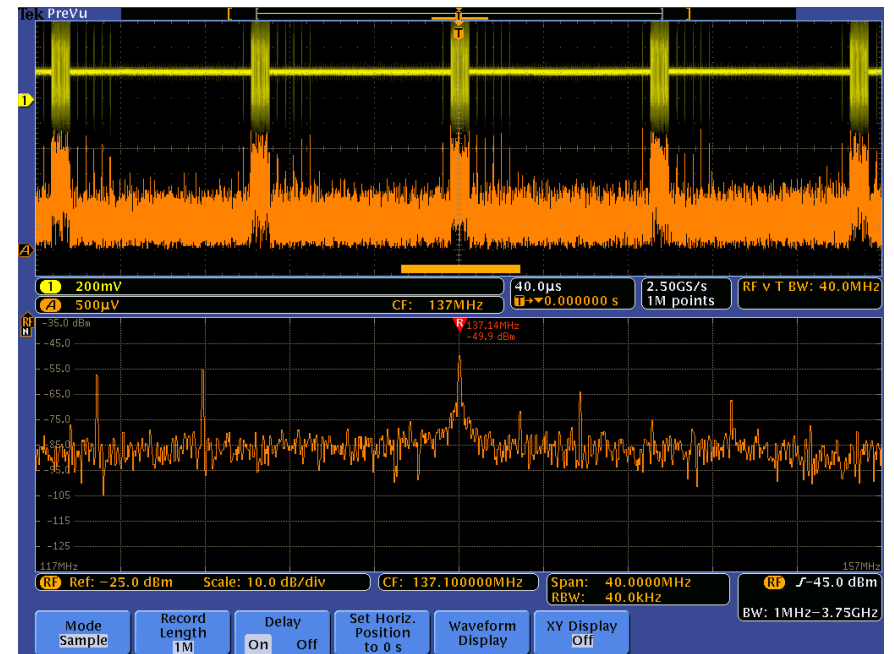 Tek PreVu
T
T
1
A
1 200mV
A 500µV CF: 137MHz
40.0µs
T→▼0.000000 s
2.50GS/s
1M points
RF v T BW: 40.0MHz
RF
N
-35.0 dBm
R 137.14MHz
-49.9 dBm
-45.0
-55.0
-65.0
-75.0
-85.0
-95.0
-105
-115
-125
117MHz 157MHz
RF Ref: −25.0 dBm Scale: 10.0 dB/div
CF: 137.100000MHz
Span: 40.0000MHz
RBW: 40.0kHz
RF -45.0 dBm
BW: 1MHz−3.75GHz
Mode
Sample
Record
Length
1M
Delay
On Off
Set Horiz.
Position
to 0 s
Waveform
Display
XY Display
Off